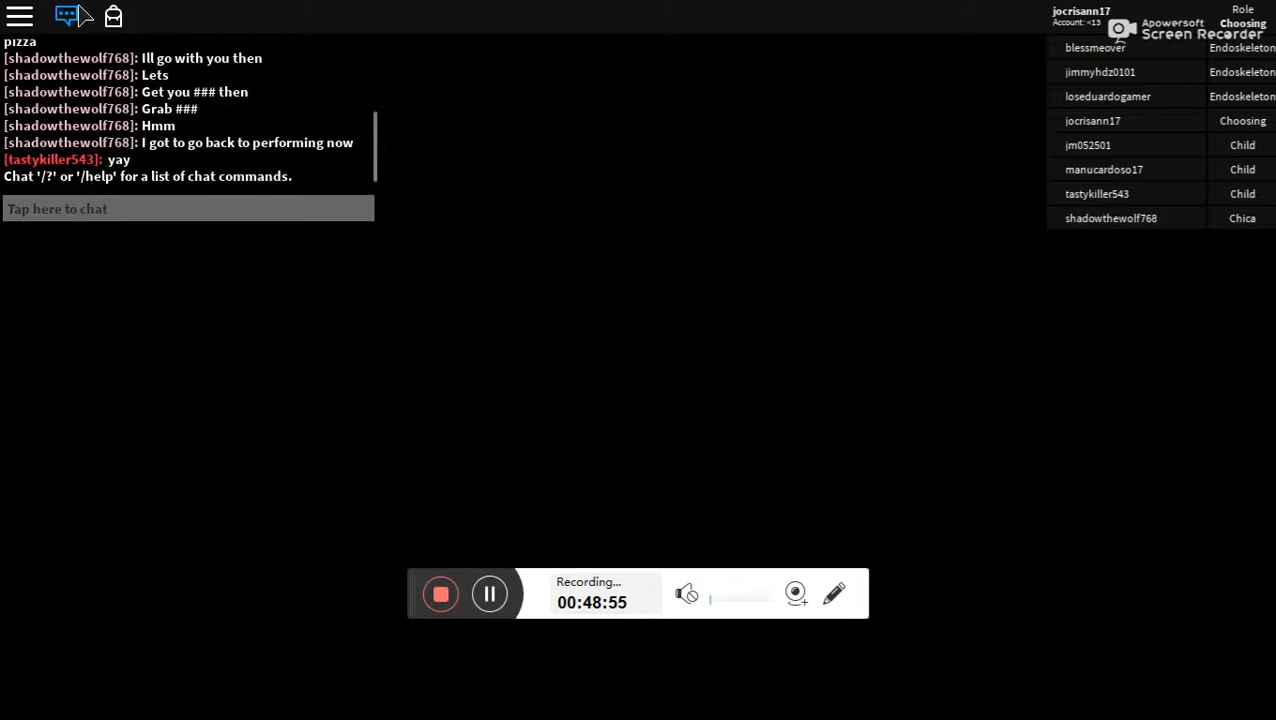 jocrisann17
Account: <13
Role
Choosing
Apowersoft
Screen Recorder
pizza
[shadowthewolf768]: Ill go with you then
[shadowthewolf768]: Lets
[shadowthewolf768]: Get you ### then
[shadowthewolf768]: Grab ###
[shadowthewolf768]: Hmm
[shadowthewolf768]: I got to go back to performing now
[tastykiller543]: yay
Chat '/?' or '/help' for a list of chat commands.
Tap here to chat
blessmeover Endoskeleton
jimmyhdz0101 Endoskeleton
loseduardogamer Endoskeleton
jocrisann17 Choosing
jm052501 Child
manucardoso17 Child
tastykiller543 Child
shadowthewolf768 Chica
Recording...
00:48:55